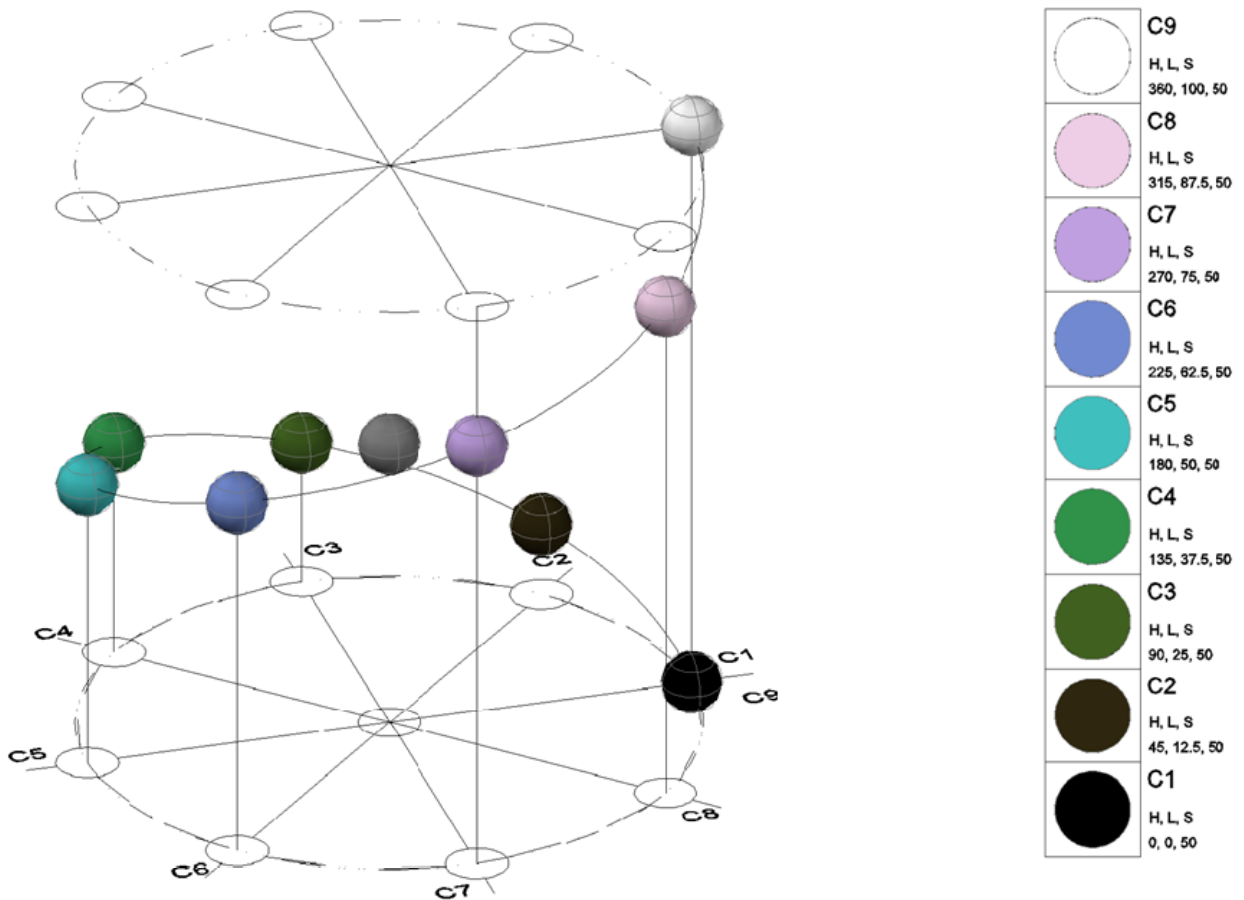 C3
C2
C4
C1
C9
C5
C8
C6
C7
C9
H, L, S
360, 100, 50
C8
H, L, S
315, 87.5, 50
C7
H, L, S
270, 75, 50
C6
H, L, S
225, 62.5, 50
C5
H, L, S
180, 50, 50
C4
H, L, S
135, 37.5, 50
C3
H, L, S
90, 25, 50
C2
H, L, S
45, 12.5, 50
C1
H, L, S
0, 0, 50